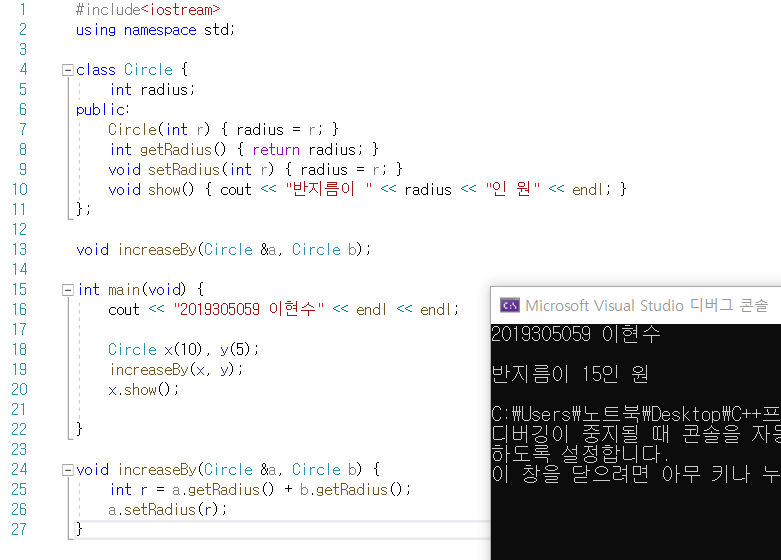 1 #include<iostream>
2 using namespace std;
3
4 class Circle {
5 int radius;
6 public:
7 Circle(int r) { radius = r; }
8 int getRadius() { return radius; }
9 void setRadius(int r) { radius = r; }
10 void show() { cout << "반지름이 " << radius << "인 원" << endl; }
11 };
12
13 void increaseBy(Circle &a, Circle b);
14
15 int main(void) {
16 cout << "2019305059 이현수" << endl << endl;
17
18 Circle x(10), y(5);
19 increaseBy(x, y);
20 x.show();
21
22 }
23
24 void increaseBy(Circle &a, Circle b) {
25 int r = a.getRadius() + b.getRadius();
26 a.setRadius(r);
27 }
Microsoft Visual Studio 디버그 콘솔
2019305059 이현수
반지름이 15인 원
C:₩Users₩노트북₩Desktop₩C++프
디버깅이 중지될 때 콘솔을 자동
하도록 설정합니다.
이 창을 닫으려면 아무 키나 누